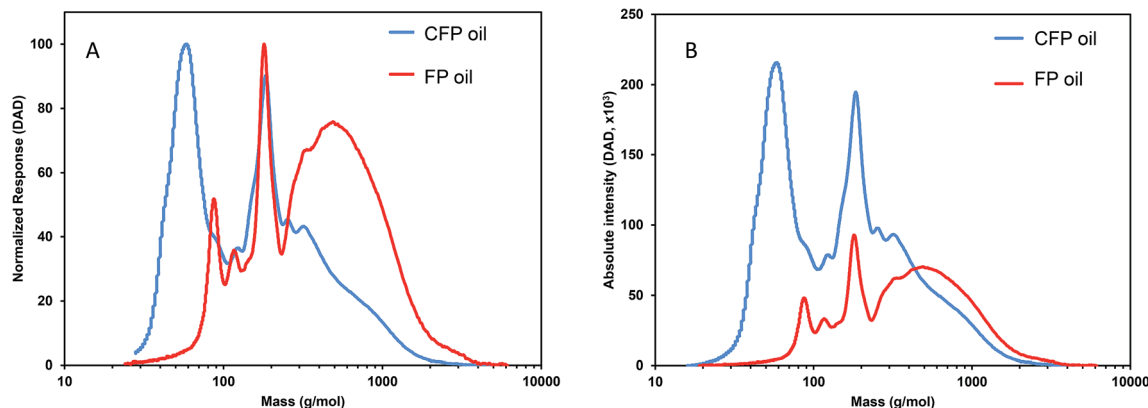 A
CFP oil
FP oil
Normalized Response (DAD)
100
80
60
40
20
0
10
100
1000
10000
Mass (g/mol)
B
CFP oil
FP oil
Absolute intensity (DAD, x10³)
250
200
150
100
50
0
10
100
1000
10000
Mass (g/mol)